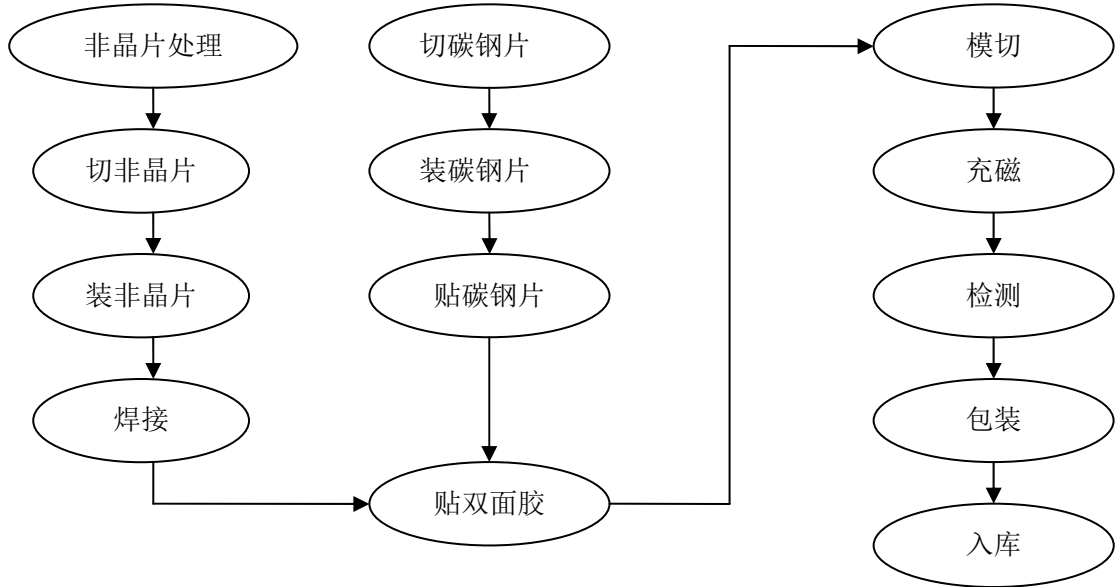 非晶片处理
切非晶片
装非晶片
焊接
切碳钢片
装碳钢片
贴碳钢片
贴双面胶
模切
充磁
检测
包装
入库